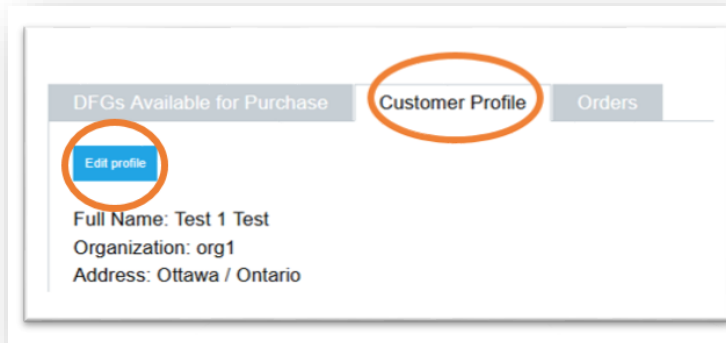 DFGs Available for Purchase Customer Profile Orders
Edit profile
Full Name: Test 1 Test
Organization: org1
Address: Ottawa / Ontario